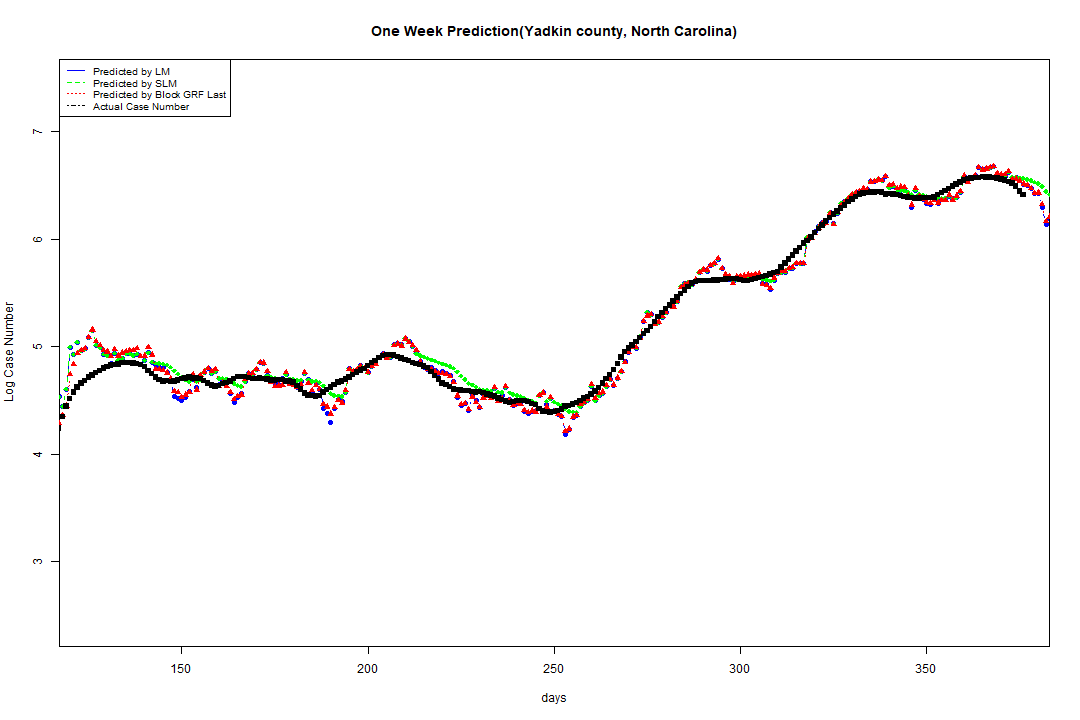 One Week Prediction(Yadkin county, North Carolina)
Predicted by LM
Predicted by SLM
Predicted by Block GRF Last
Actual Case Number
7
6
5
4
3
Log Case Number
150 200 250 300 350
days